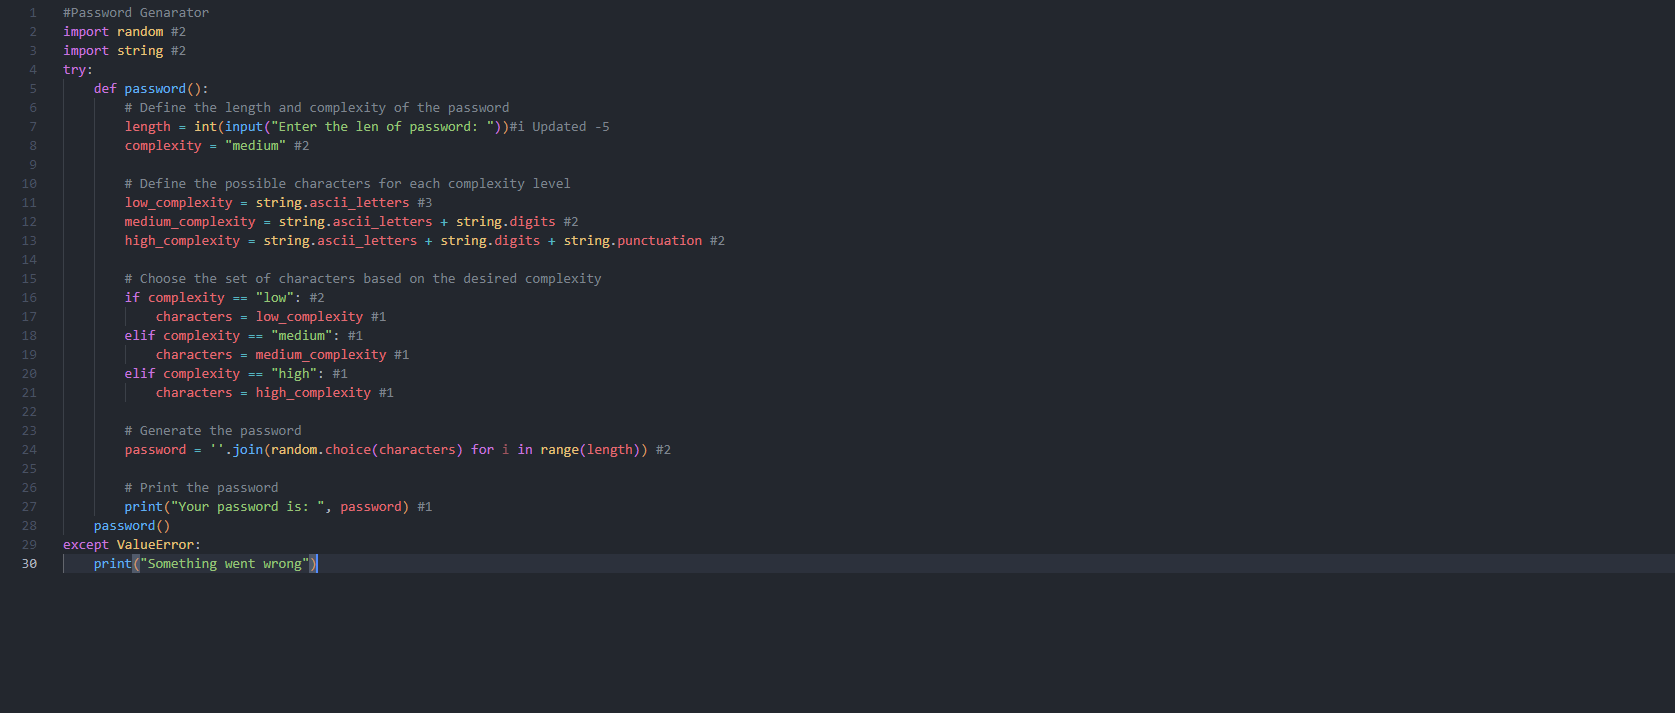 1 #Password Genarator
2 import random #2
3 import string #2
4 try:
5     def password():
6         # Define the length and complexity of the password
7         length = int(input("Enter the len of password: "))#i Updated -5
8         complexity = "medium" #2
9
10         # Define the possible characters for each complexity level
11         low_complexity = string.ascii_letters #3
12         medium_complexity = string.ascii_letters + string.digits #2
13         high_complexity = string.ascii_letters + string.digits + string.punctuation #2
14
15         # Choose the set of characters based on the desired complexity
16         if complexity == "low": #2
17             characters = low_complexity #1
18         elif complexity == "medium": #1
19             characters = medium_complexity #1
20         elif complexity == "high": #1
21             characters = high_complexity #1
22
23         # Generate the password
24         password = ''.join(random.choice(characters) for i in range(length)) #2
25
26         # Print the password
27         print("Your password is: ", password) #1
28     password()
29 except ValueError:
30     print("Something went wrong")